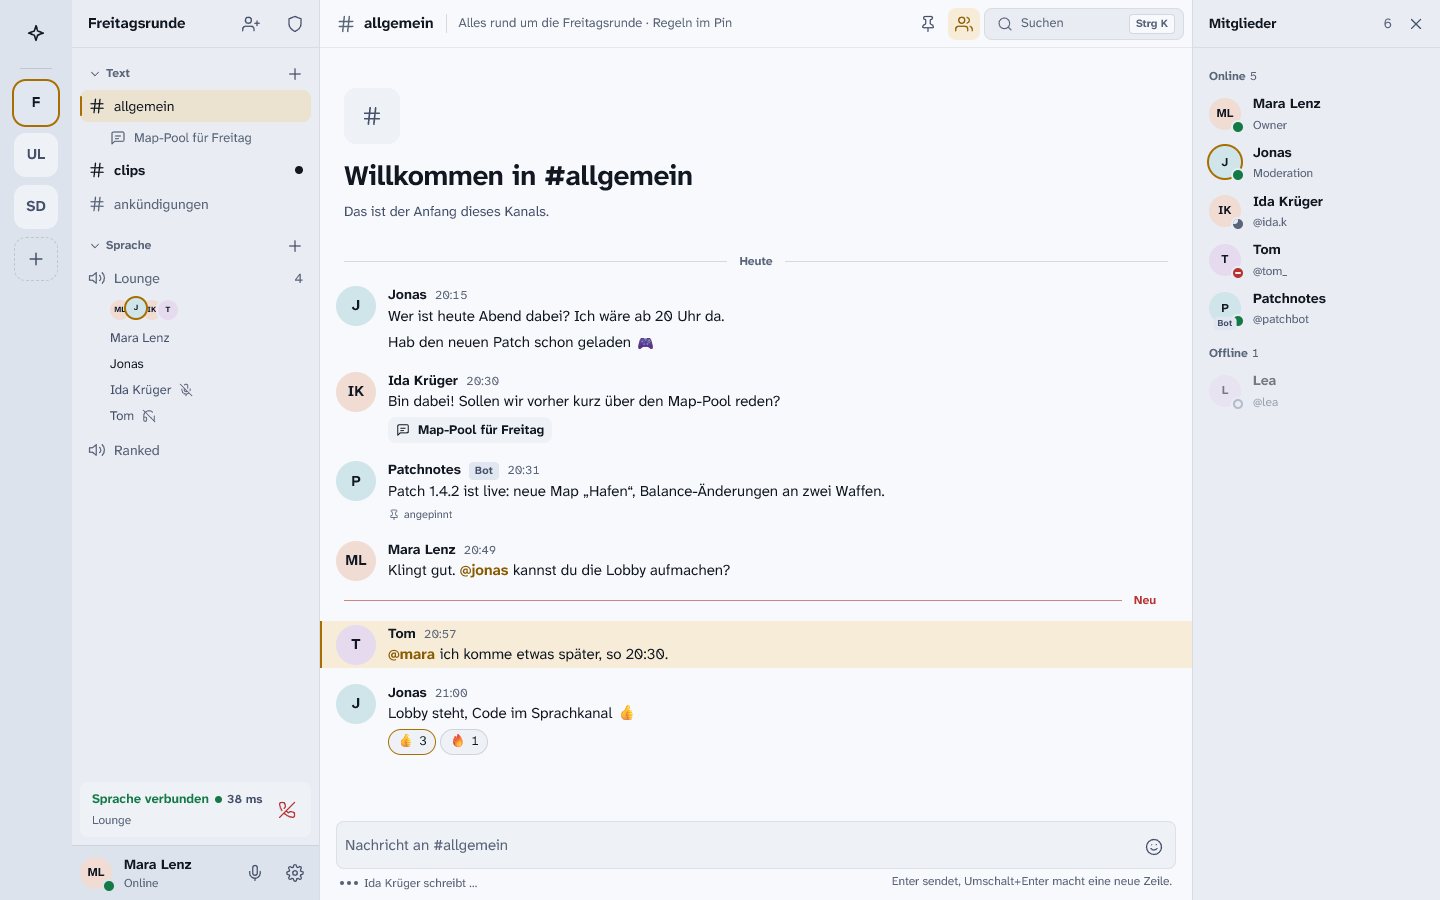 F
UL
SD
Freitagsrunde
Text
allgemein
Map-Pool für Freitag
clips
ankündigungen
Sprache
Lounge 4
ML J IK T
Mara Lenz
Jonas
Ida Krüger
Tom
Ranked
Sprache verbunden 38 ms
Lounge
ML Mara Lenz
Online
# allgemein Alles rund um die Freitagsrunde · Regeln im Pin
Suchen Strg K
#
Willkommen in #allgemein
Das ist der Anfang dieses Kanals.
Heute
J Jonas 20:15
Wer ist heute Abend dabei? Ich wäre ab 20 Uhr da.
Hab den neuen Patch schon geladen 🎮
IK Ida Krüger 20:30
Bin dabei! Sollen wir vorher kurz über den Map-Pool reden?
Map-Pool für Freitag
P Patchnotes Bot 20:31
Patch 1.4.2 ist live: neue Map „Hafen“, Balance-Änderungen an zwei Waffen.
angepinnt
ML Mara Lenz 20:49
Klingt gut. @jonas kannst du die Lobby aufmachen?
Neu
T Tom 20:57
@mara ich komme etwas später, so 20:30.
J Jonas 21:00
Lobby steht, Code im Sprachkanal 👍
👍 3 🔥 1
Nachricht an #allgemein
Ida Krüger schreibt ...
Enter sendet, Umschalt+Enter macht eine neue Zeile.
Mitglieder 6
Online 5
ML Mara Lenz
Owner
J Jonas
Moderation
IK Ida Krüger
@ida.k
T Tom
@tom_
P Patchnotes
Bot @patchbot
Offline 1
L Lea
@lea